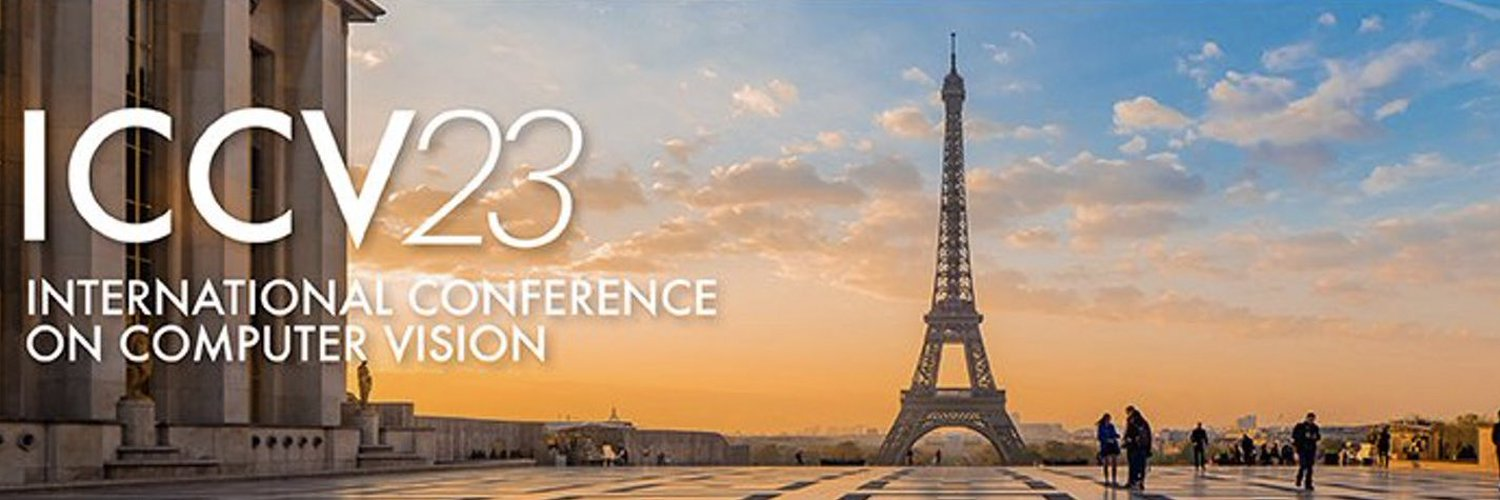 ICCV23
INTERNATIONAL CONFERENCE
ON COMPUTER VISION